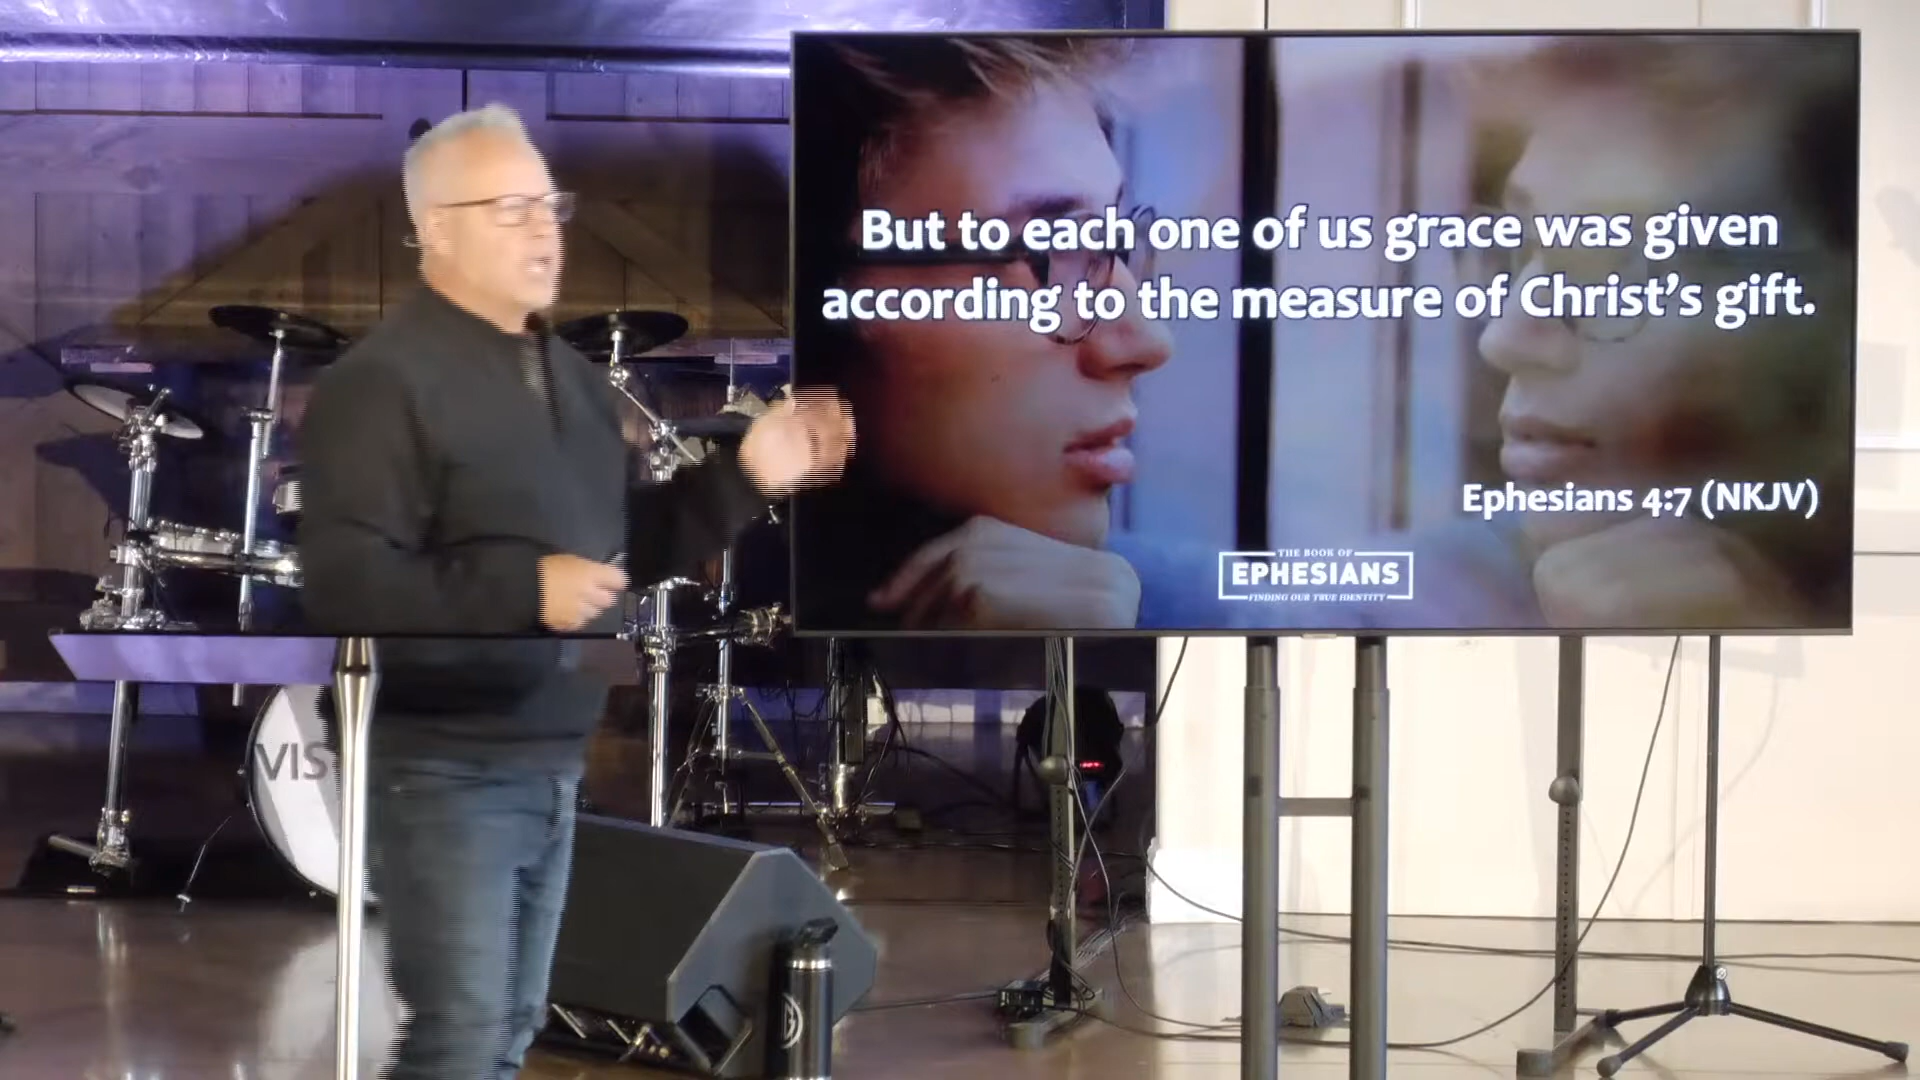 But to each one of us grace was given
according to the measure of Christ's gift.
Ephesians 4:7 (NKJV)
THE BOOK OF
EPHESIANS
FINDING OUR TRUE IDENTITY
VIS